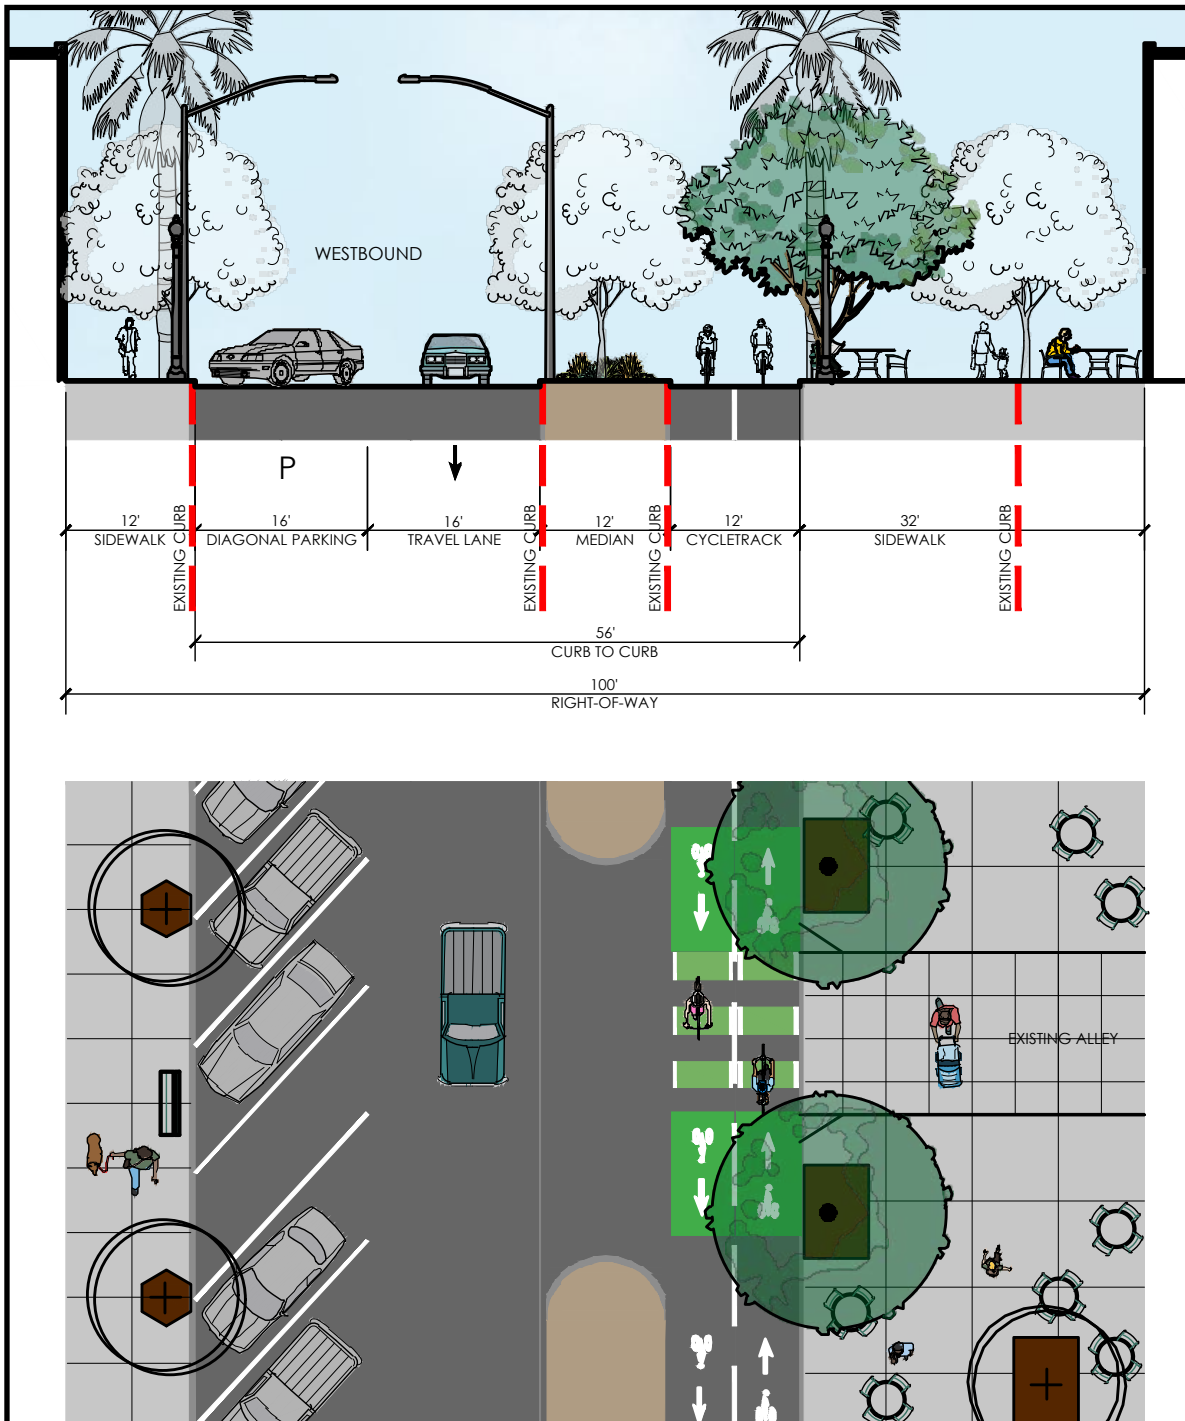 WESTBOUND
P
12'
SIDEWALK
EXISTING CURB
16'
DIAGONAL PARKING
16'
TRAVEL LANE
EXISTING CURB
12'
MEDIAN
EXISTING CURB
12'
CYCLETRACK
32'
SIDEWALK
EXISTING CURB
56'
CURB TO CURB
100'
RIGHT-OF-WAY
EXISTING ALLEY